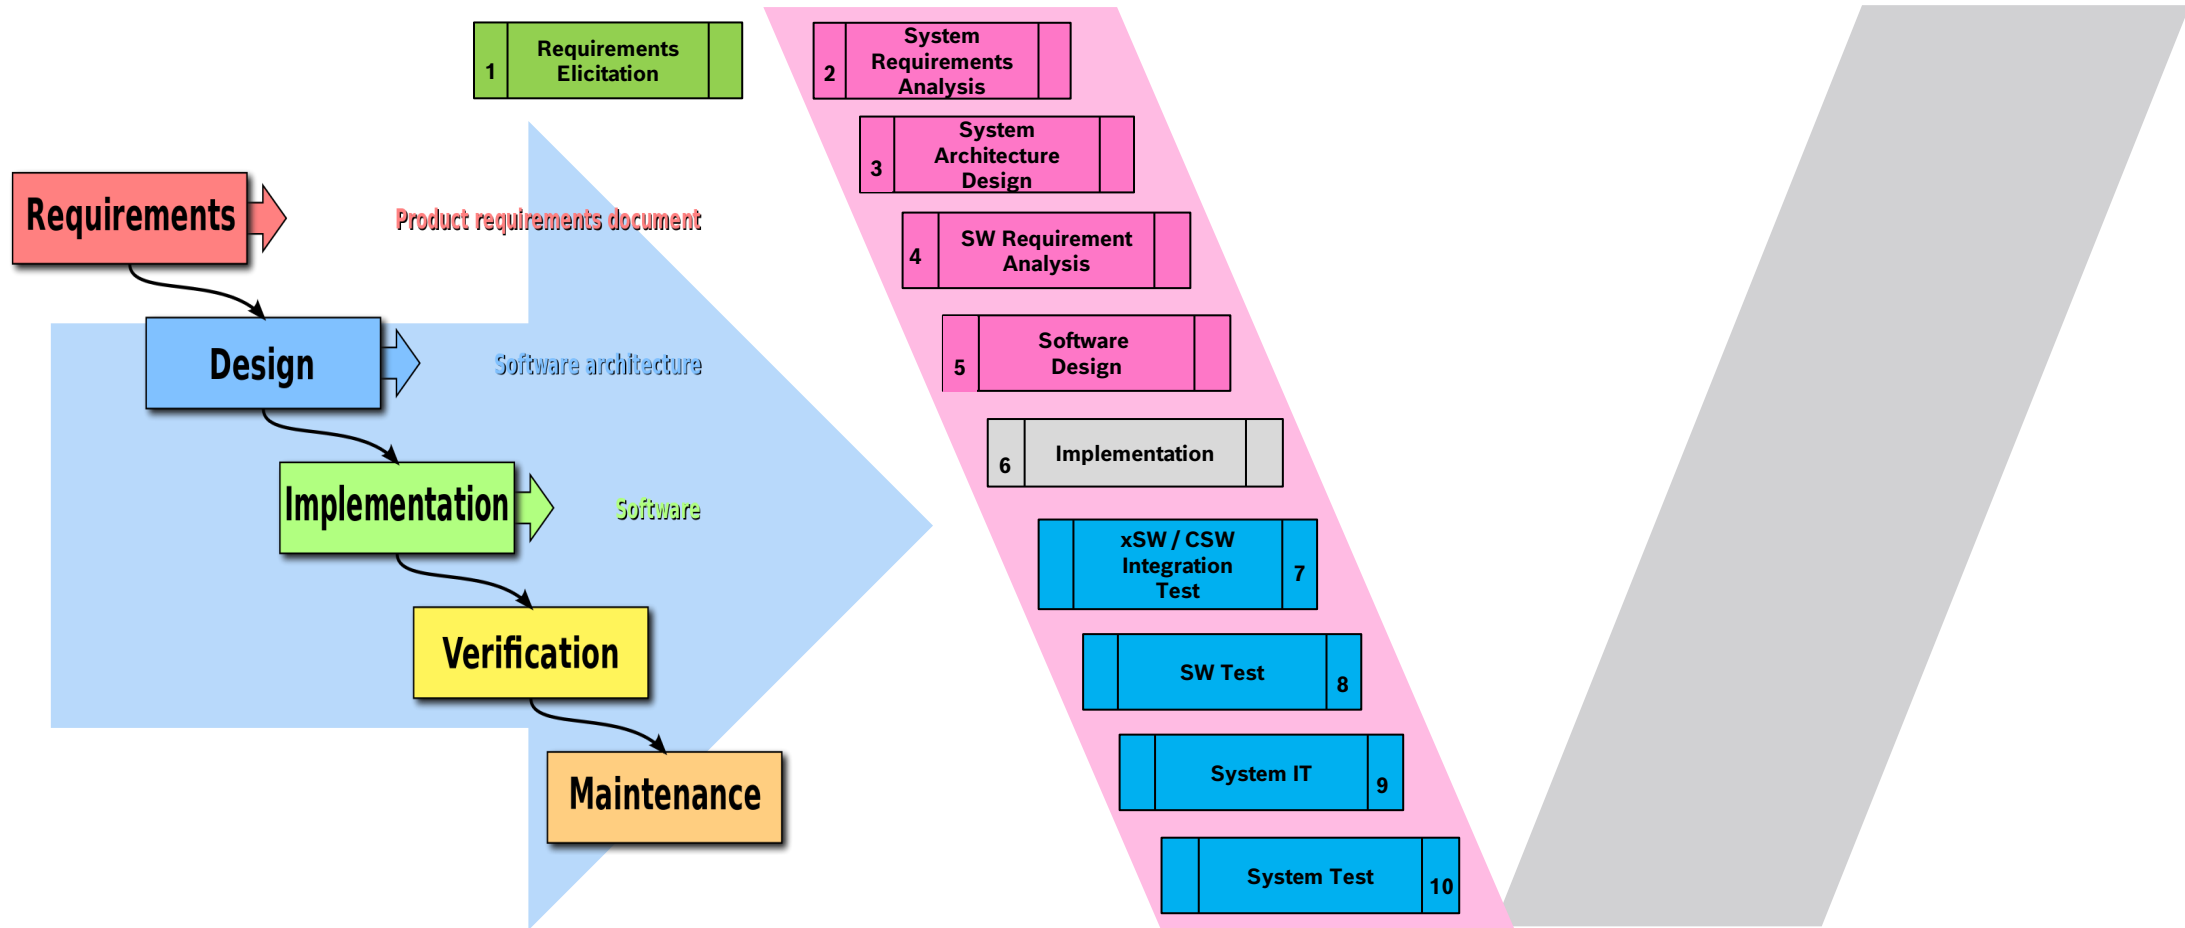 Requirements
Product requirements document
Design
Software architecture
Implementation
Software
Verification
Maintenance
1
Requirements
Elicitation
2
System
Requirements
Analysis
3
System
Architecture
Design
4
SW Requirement
Analysis
5
Software
Design
6
Implementation
xSW / CSW
Integration
Test
7
SW Test
8
System IT
9
System Test
10